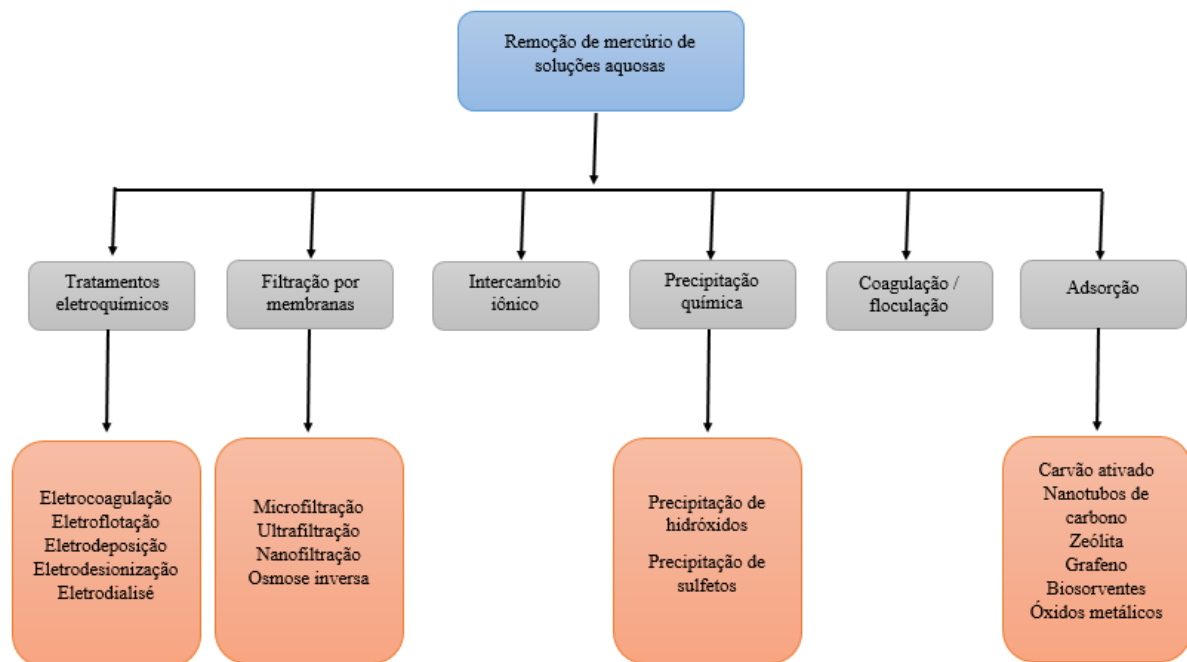 Remoção de mercúrio de
soluções aquosas
Tratamentos
eletroquímicos
Filtração por
membranas
Intercambio
iônico
Precipitação
química
Coagulação /
floculação
Adsorção
Eletrocoagulação
Eletroflotação
Eletrodeposição
Eletrodesionização
Eletrodialisé
Microfiltração
Ultrafiltração
Nanofiltração
Osmose inversa
Precipitação de
hidróxidos
Precipitação de
sulfetos
Carvão ativado
Nanotubos de
carbono
Zeólita
Grafeno
Biosorventes
Óxidos metálicos